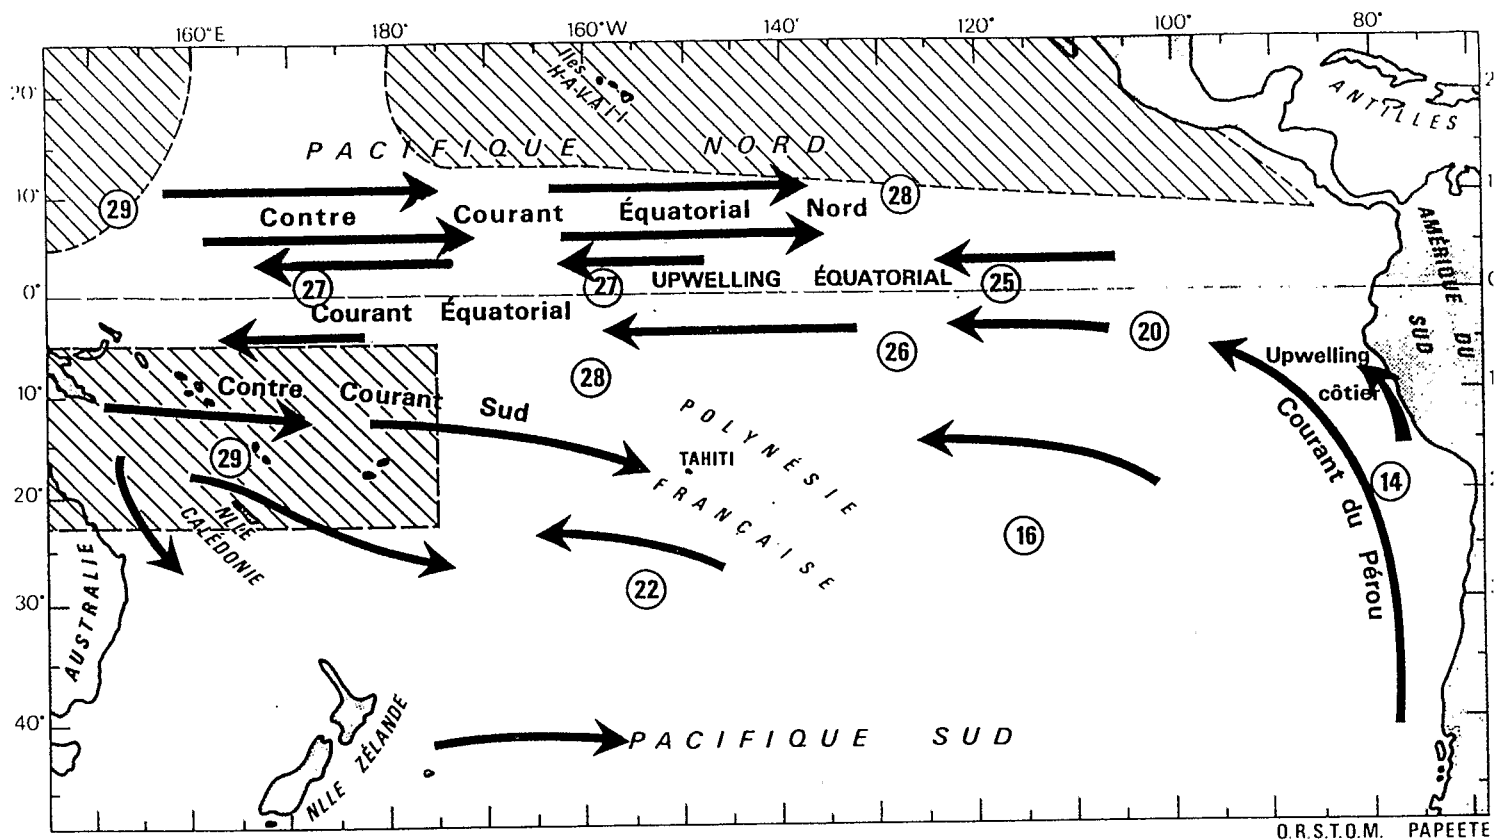 160°E 180° 160°W 140° 120° 100° 80°
20°
Iles
HAVAII
ANTILLES
PACIFIQUE NORD
10°
29
28
Contre Courant Équatorial Nord
AMÉRIQUE DU SUD
27
27
UPWELLING ÉQUATORIAL
25
0°
0
Courant Équatorial
20
26
Upwelling
côtier
28
10°
Contre Courant Sud
POLYNÉSIE
FRANÇAISE
TAHITI
Courant du Pérou
29
14
20°
NLLE
CALÉDONIE
16
22
30°
AUSTRALIE
40°
NLLE ZÉLANDE
PACIFIQUE SUD
O.R.S.T.O.M. PAPEETE